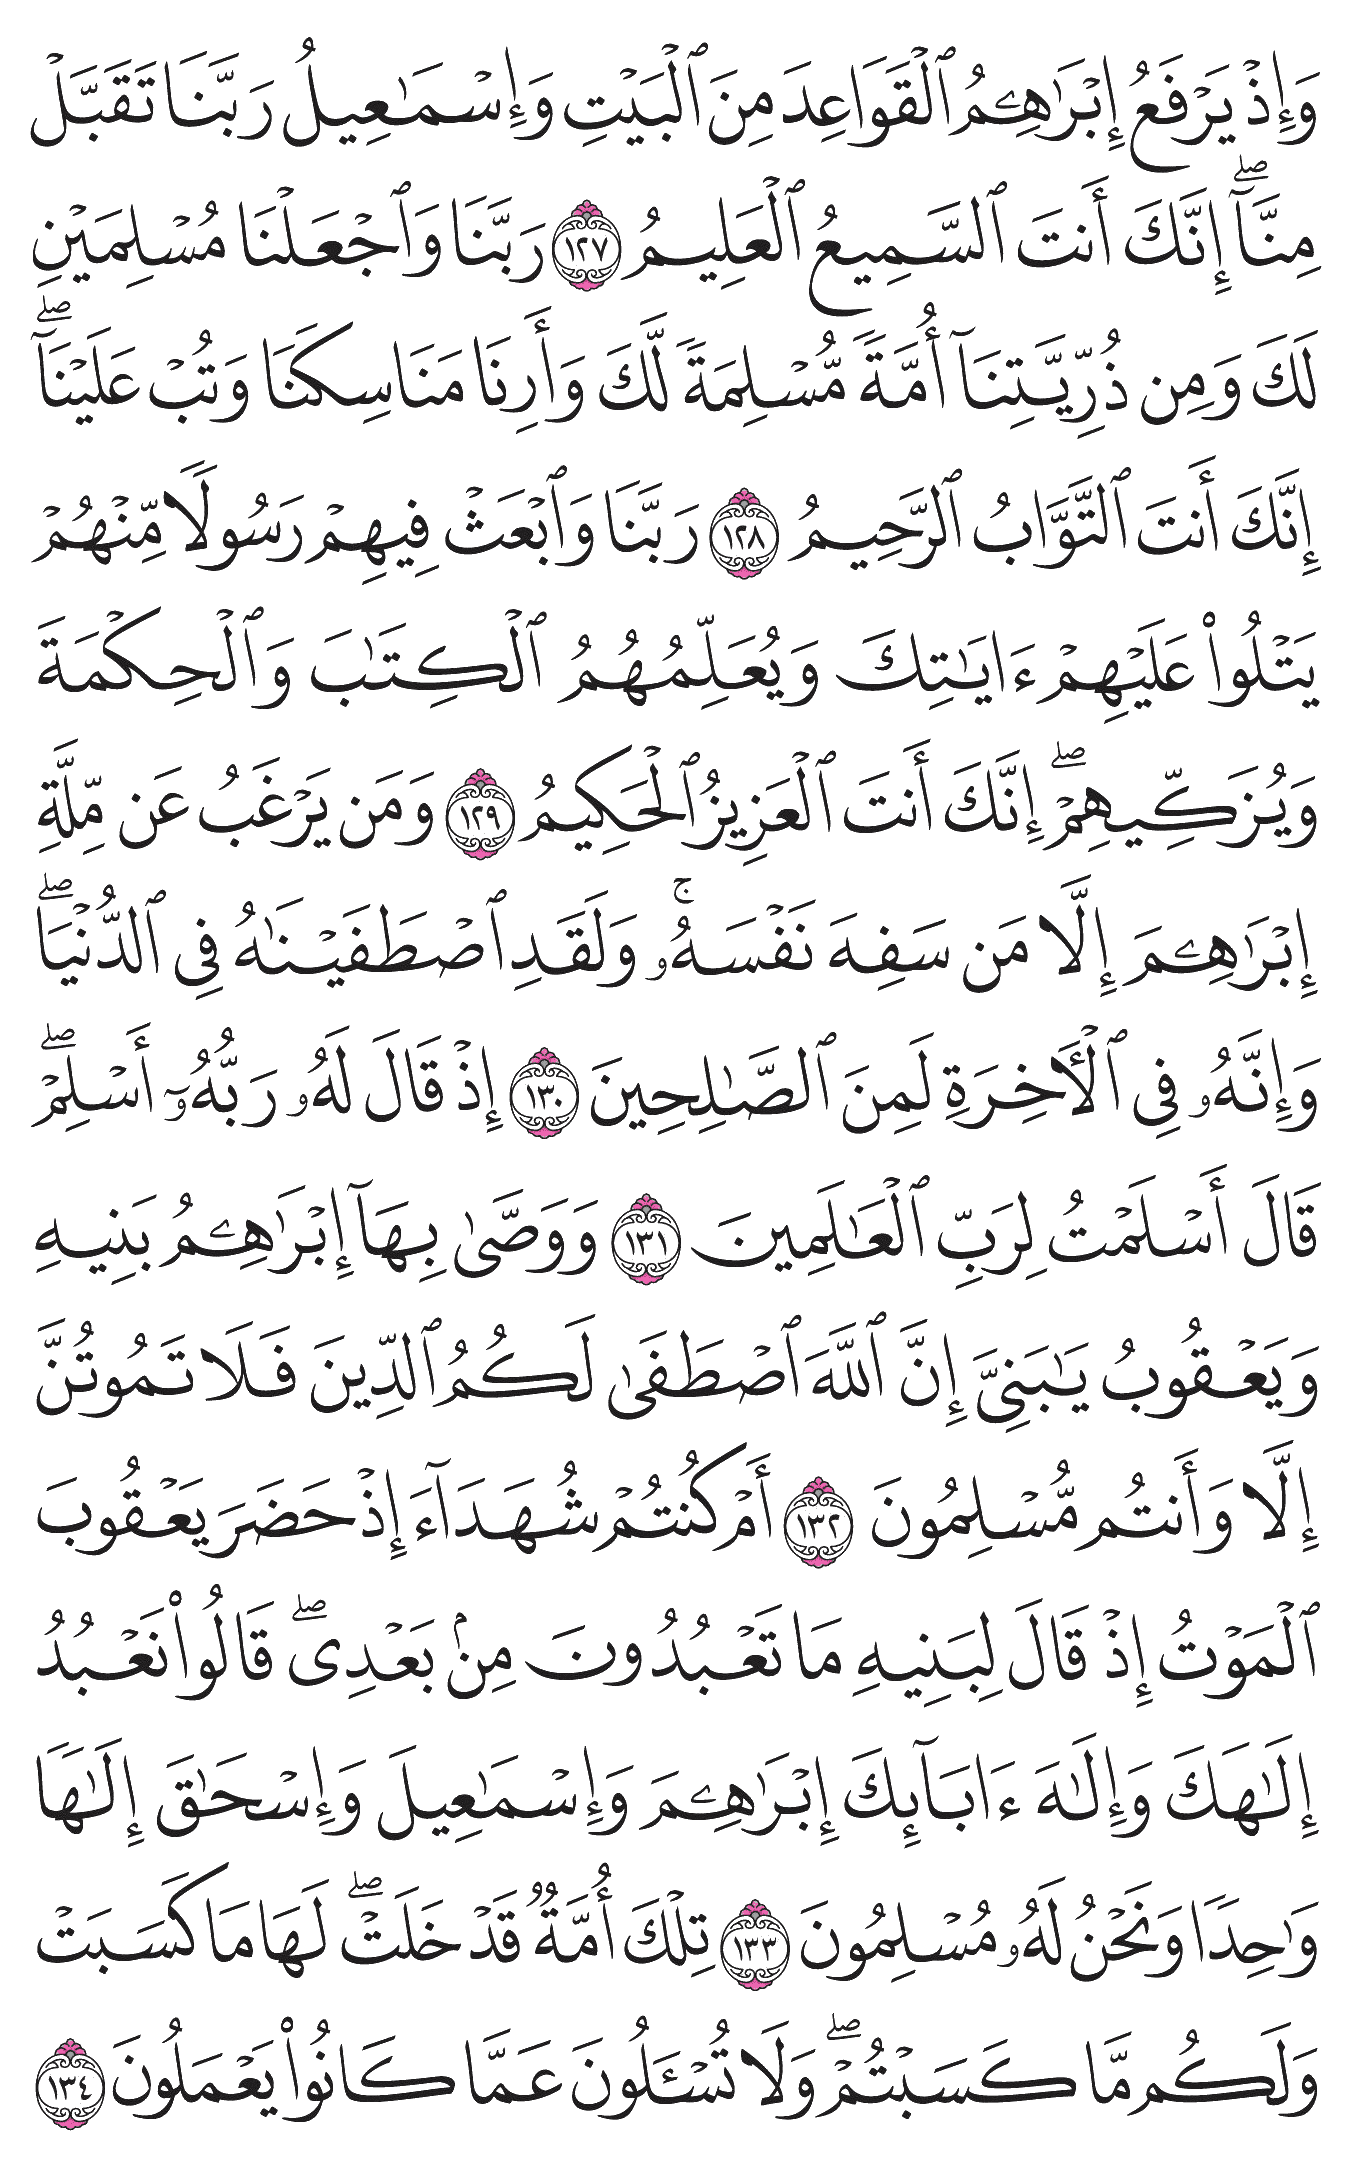 وَإِذۡ يَرۡفَعُ إِبۡرَٰهِـۧمُ ٱلۡقَوَاعِدَ مِنَ ٱلۡبَيۡتِ وَإِسۡمَٰعِيلُ رَبَّنَا تَقَبَّلۡ
مِنَّآۖ إِنَّكَ أَنتَ ٱلسَّمِيعُ ٱلۡعَلِيمُ ١٢٧ رَبَّنَا وَٱجۡعَلۡنَا مُسۡلِمَيۡنِ
لَكَ وَمِن ذُرِّيَّتِنَآ أُمَّةٗ مُّسۡلِمَةٗ لَّكَ وَأَرِنَا مَنَاسِكَنَا وَتُبۡ عَلَيۡنَآۖ
إِنَّكَ أَنتَ ٱلتَّوَّابُ ٱلرَّحِيمُ ١٢٨ رَبَّنَا وَٱبۡعَثۡ فِيهِمۡ رَسُولٗا مِّنۡهُمۡ
يَتۡلُواْ عَلَيۡهِمۡ ءَايَٰتِكَ وَيُعَلِّمُهُمُ ٱلۡكِتَٰبَ وَٱلۡحِكۡمَةَ
وَيُزَكِّيهِمۡۖ إِنَّكَ أَنتَ ٱلۡعَزِيزُ ٱلۡحَكِيمُ ١٢٩ وَمَن يَرۡغَبُ عَن مِّلَّةِ
إِبۡرَٰهِـۧمَ إِلَّا مَن سَفِهَ نَفۡسَهُۥۚ وَلَقَدِ ٱصۡطَفَيۡنَٰهُ فِي ٱلدُّنۡيَاۖ
وَإِنَّهُۥ فِي ٱلۡأٓخِرَةِ لَمِنَ ٱلصَّٰلِحِينَ ١٣٠ إِذۡ قَالَ لَهُۥ رَبُّهُۥٓ أَسۡلِمۡۖ
قَالَ أَسۡلَمۡتُ لِرَبِّ ٱلۡعَٰلَمِينَ ١٣١ وَوَصَّىٰ بِهَآ إِبۡرَٰهِـۧمُ بَنِيهِ
وَيَعۡقُوبُ يَٰبَنِيَّ إِنَّ ٱللَّهَ ٱصۡطَفَىٰ لَكُمُ ٱلدِّينَ فَلَا تَمُوتُنَّ
إِلَّا وَأَنتُم مُّسۡلِمُونَ ١٣٢ أَمۡ كُنتُمۡ شُهَدَآءَ إِذۡ حَضَرَ يَعۡقُوبَ
ٱلۡمَوۡتُ إِذۡ قَالَ لِبَنِيهِ مَا تَعۡبُدُونَ مِنۢ بَعۡدِيۖ قَالُواْ نَعۡبُدُ
إِلَٰهَكَ وَإِلَٰهَ ءَابَآئِكَ إِبۡرَٰهِـۧمَ وَإِسۡمَٰعِيلَ وَإِسۡحَٰقَ إِلَٰهٗا
وَٰحِدٗا وَنَحۡنُ لَهُۥ مُسۡلِمُونَ ١٣٣ تِلۡكَ أُمَّةٞ قَدۡ خَلَتۡۖ لَهَا مَا كَسَبَتۡ
وَلَكُم مَّا كَسَبۡتُمۡۖ وَلَا تُسۡـَٔلُونَ عَمَّا كَانُواْ يَعۡمَلُونَ ١٣٤